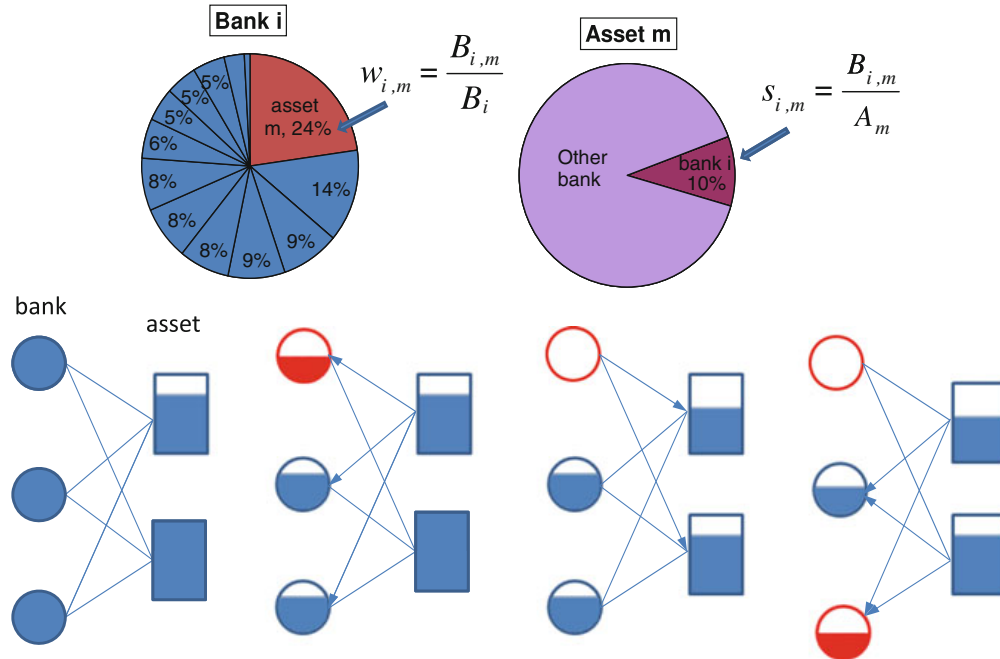 Bank i
w_{i,m} = B_{i,m} / B_i
asset
m, 24%
14%
9%
9%
8%
8%
8%
6%
5%
5%
5%
Asset m
s_{i,m} = B_{i,m} / A_m
Other
bank
bank i
10%
bank
asset